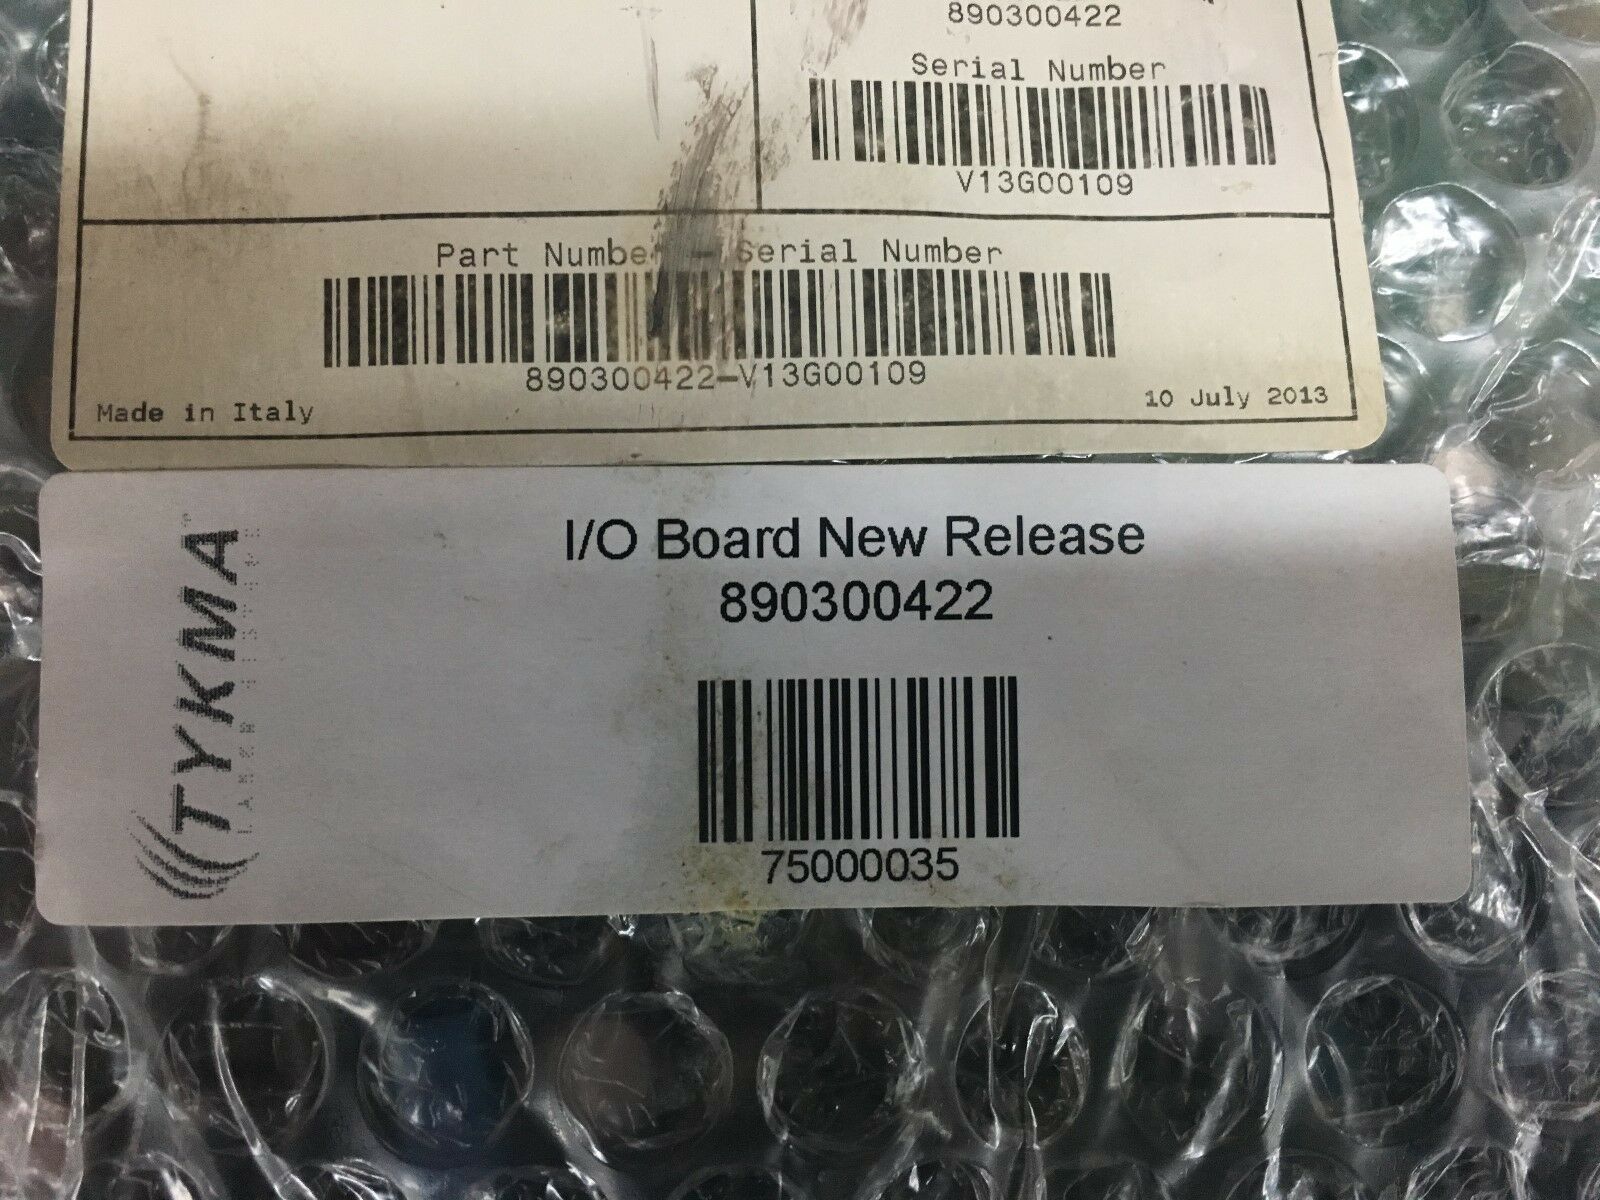 890300422
Serial Number
V13G00109
Part Number - Serial Number
890300422-V13G00109
Made in Italy
10 July 2013
TYKMA
I/O Board New Release
890300422
75000035